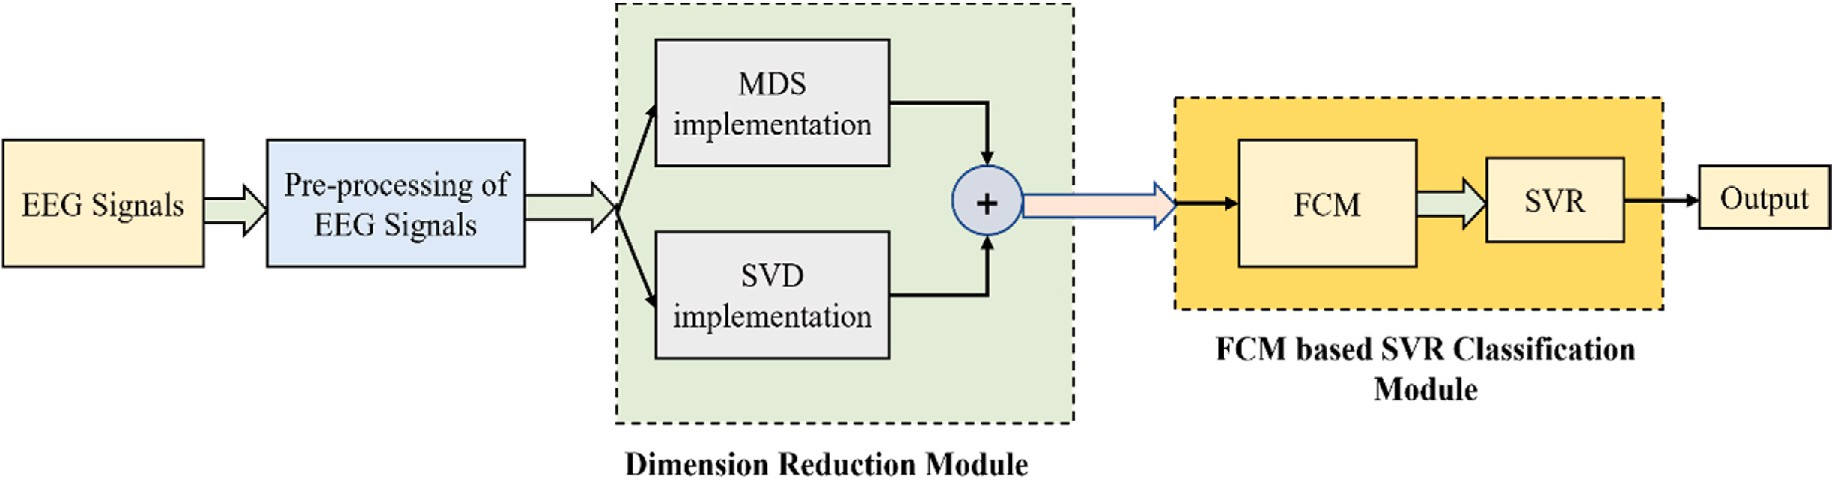 EEG Signals
Pre-processing of
EEG Signals
MDS
implementation
SVD
implementation
+
Dimension Reduction Module
FCM
SVR
FCM based SVR Classification
Module
Output